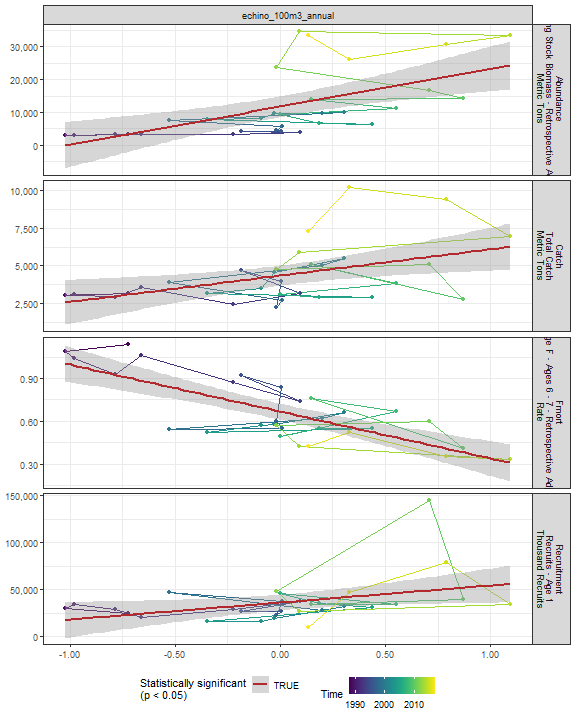 echino_100m3_annual
30,000
20,000
10,000
0
Abundance
ng Stock Biomass - Retrospective A
Metric Tons
10,000
7,500
5,000
2,500
Catch
Total Catch
Metric Tons
0.90
0.60
0.30
Fmort
e F - Ages 6 - 7 - Retrospective Ad
Rate
150,000
100,000
50,000
0
Recruitment
Recruits - Age 1
Thousand Recruits
-1.00 -0.50 0.00 0.50 1.00
Statistically significant
(p < 0.05)
TRUE
Time
1990 2000 2010